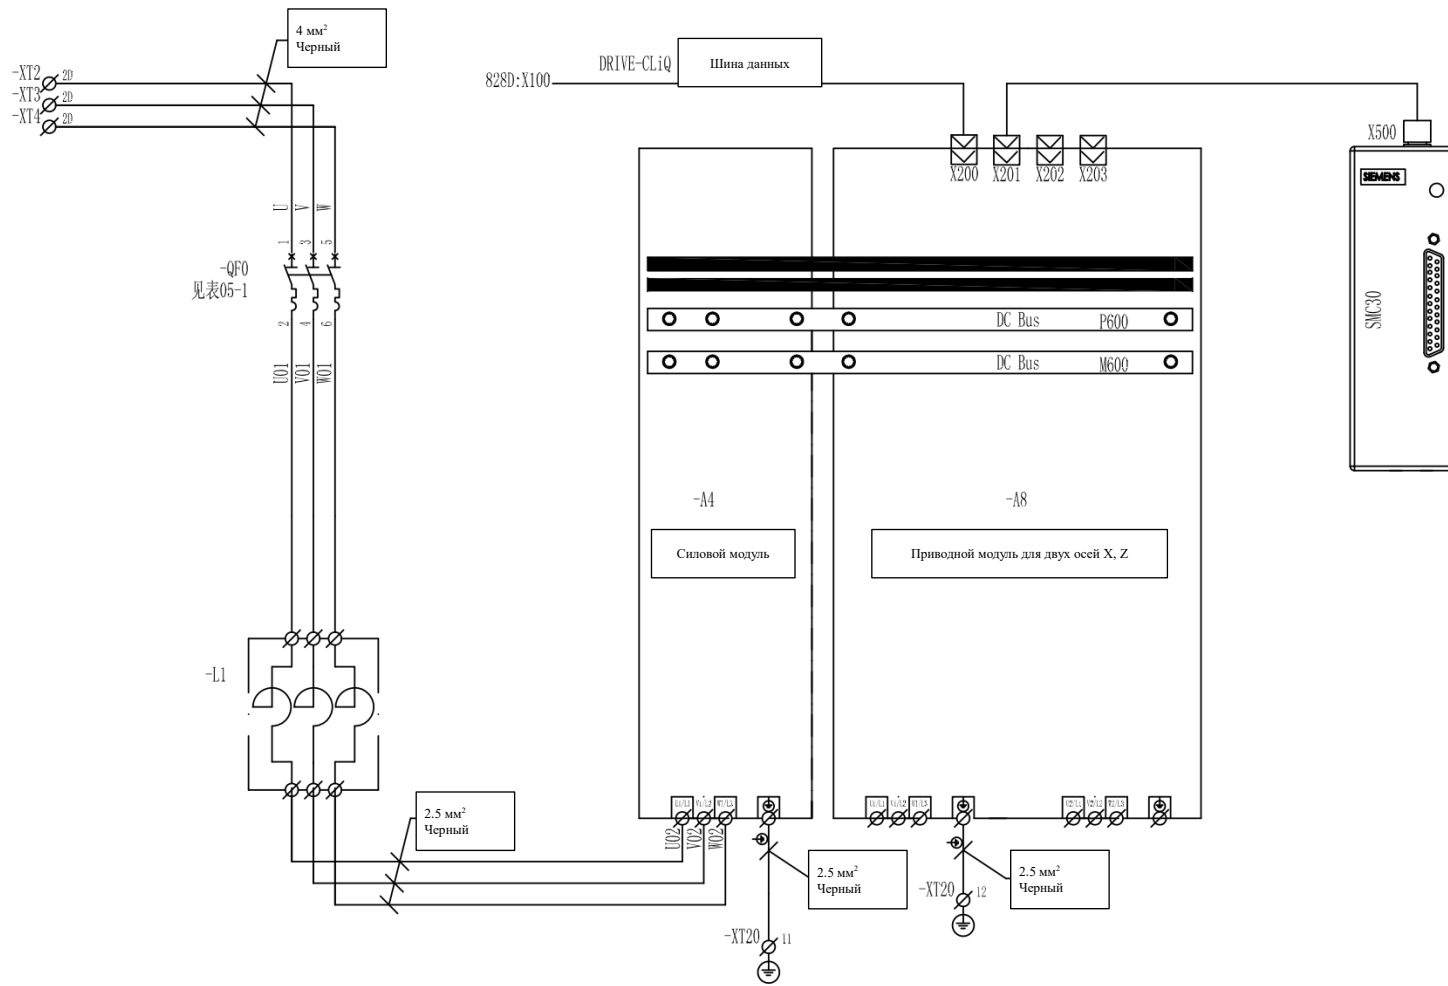 4 мм²
Черный
-XT2 2D
-XT3 2D
-XT4 2D
DRIVE-CLiQ
Шина данных
828D:X100
X500
X200 X201 X202 X203
SIEMENS
U V W
1 3 5
-QF0
见表05-1
2 4 6
U01 V01 W01
DC Bus P600
DC Bus M600
SMC30
-A4
-A8
Силовой модуль
Приводной модуль для двух осей X, Z
-L1
2.5 мм²
Черный
U1/L1 V1/L2 W1/L3
U1/L1 V1/L2 W1/L3
U2/L1 V2/L2 W2/L3
U02 V02 W02
2.5 мм²
Черный
2.5 мм²
Черный
-XT20 12
-XT20 11